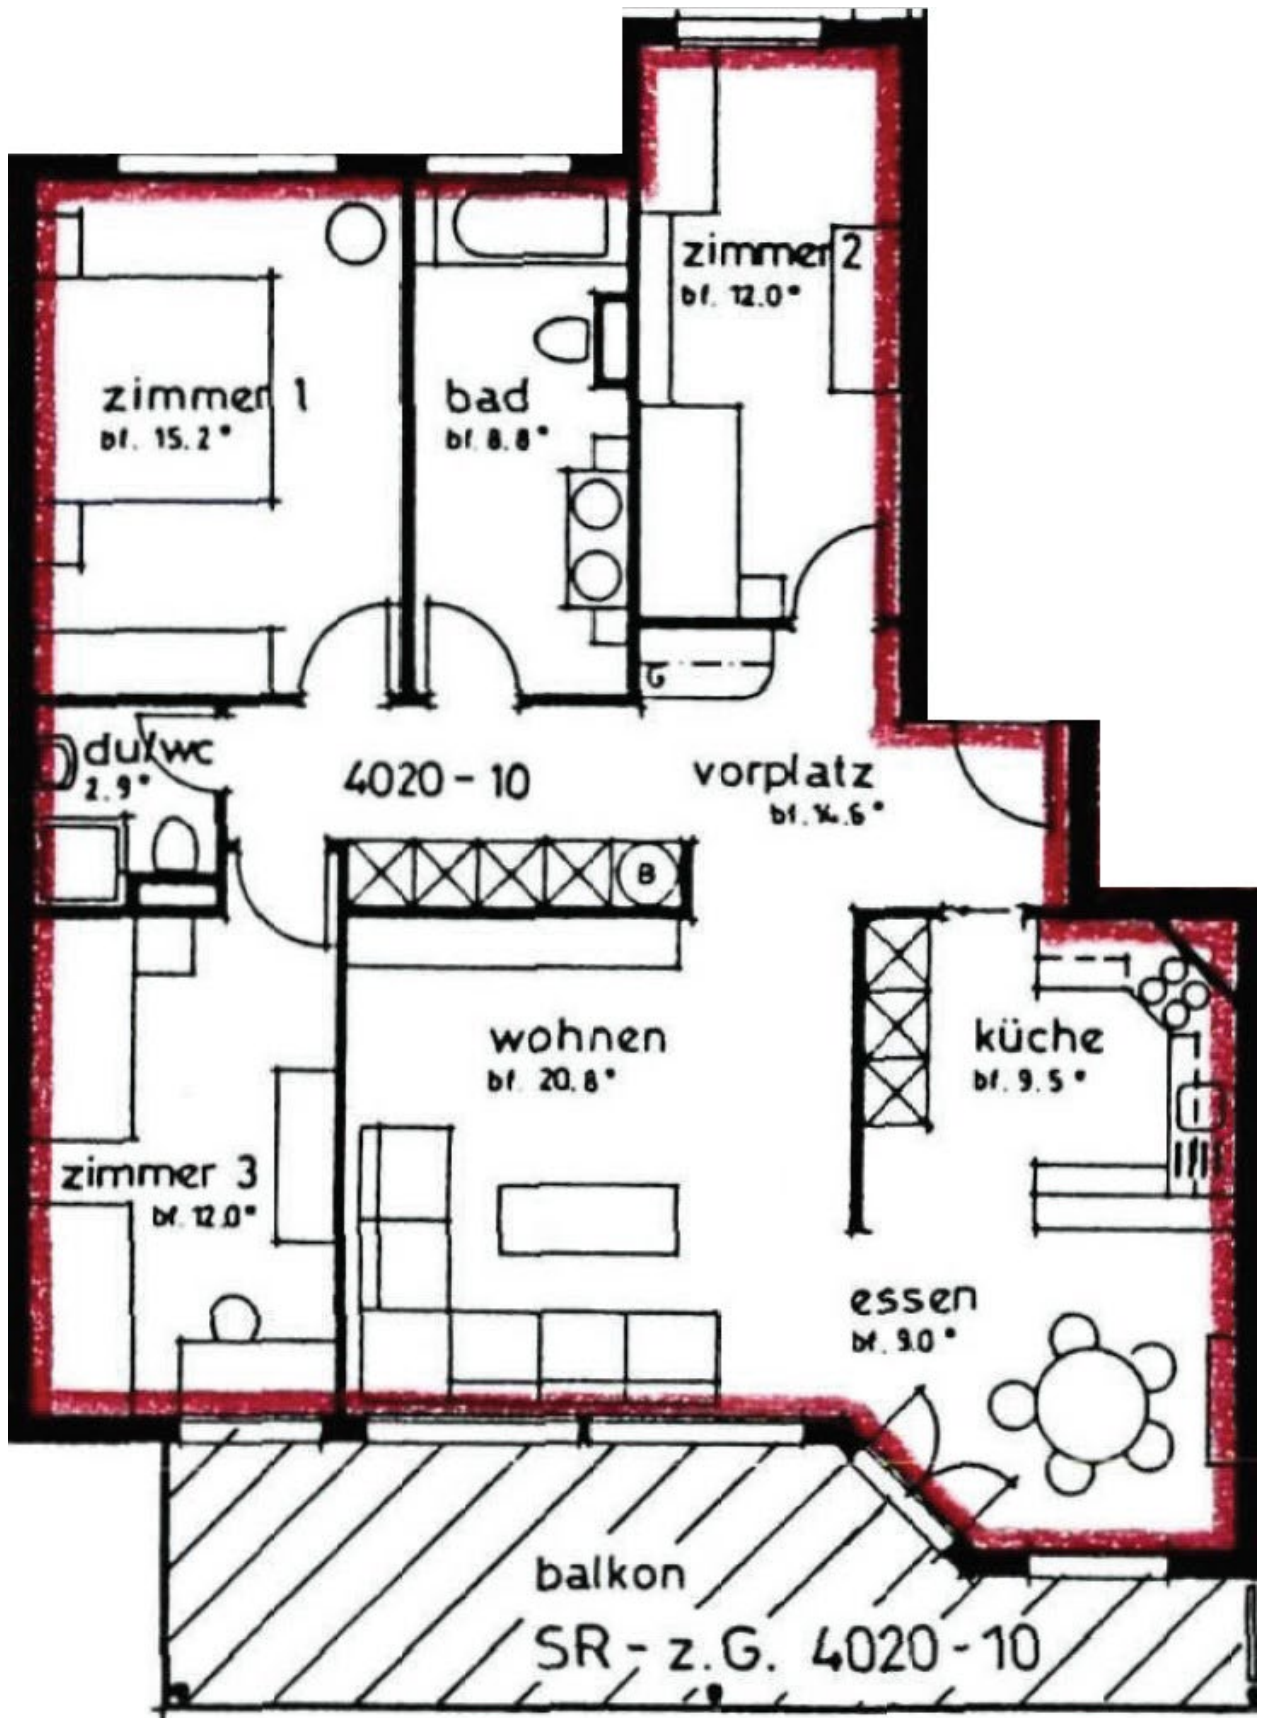 zimmer 2
bf. 12.0°
zimmer 1
bf. 15.2°
bad
bf. 8.8°
G
du/wc
2.9°
4020-10
vorplatz
bf. 14.6°
B
wohnen
bf. 20.8°
küche
bf. 9.5°
zimmer 3
bf. 12.0°
essen
bf. 9.0°
balkon
SR-z.G. 4020-10